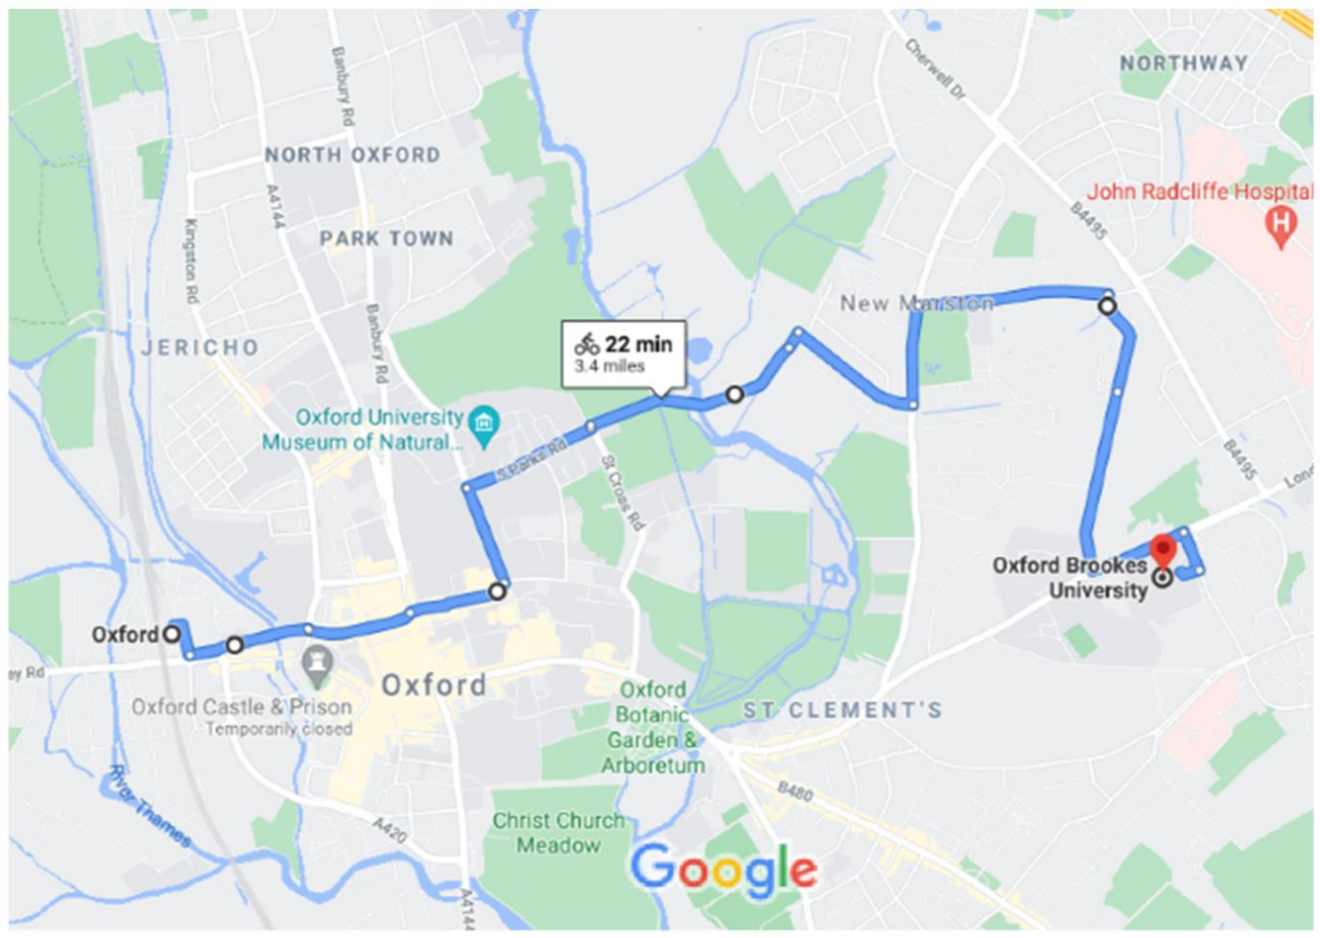 NORTHWAY
Cherwell Dr
Banbury Rd
NORTH OXFORD
A4144
John Radcliffe Hospital
H
B4495
PARK TOWN
Kingston Rd
New Marston
Banbury Rd
JERICHO
22 min
3.4 miles
Oxford University
Museum of Natural...
S Parks Rd
St Cross Rd
B4495
Lon
Oxford Brookes
University
Oxford
ey Rd
Oxford
Oxford Castle & Prison
Temporarily closed
Oxford
Botanic
Garden &
Arboretum
ST CLEMENT'S
River Thames
B480
A420
Christ Church
Meadow
Google
A4144